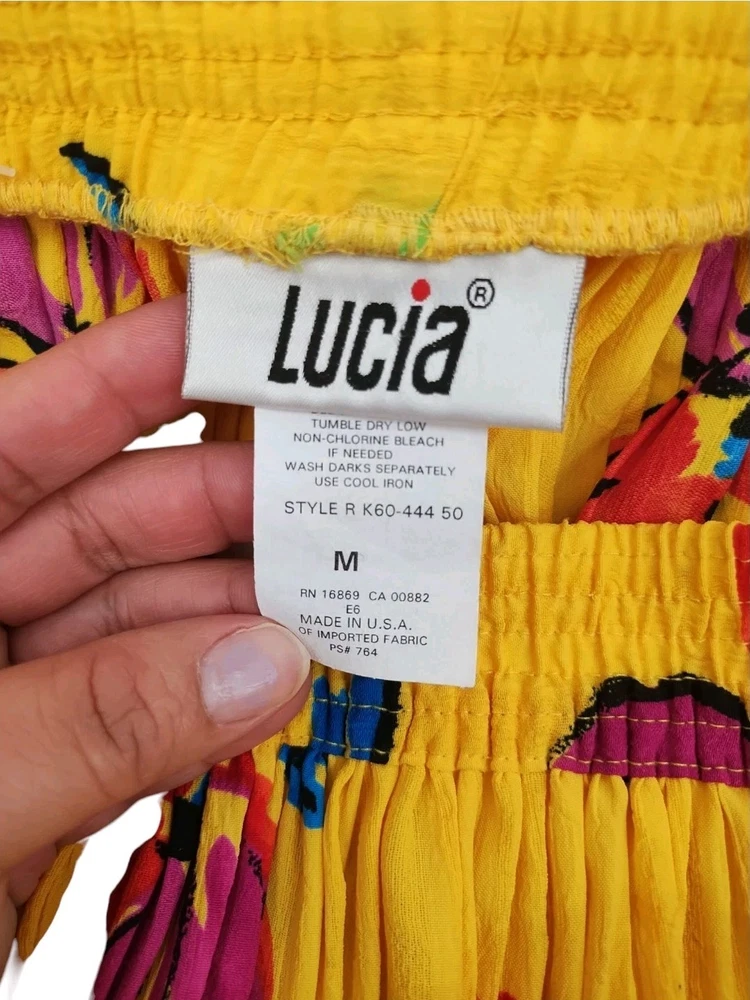 Lucia®
TUMBLE DRY LOW
NON-CHLORINE BLEACH
IF NEEDED
WASH DARKS SEPARATELY
USE COOL IRON
STYLE R K60-444 50
M
RN 16869 CA 00882
E6
MADE IN U.S.A.
OF IMPORTED FABRIC
PS# 764